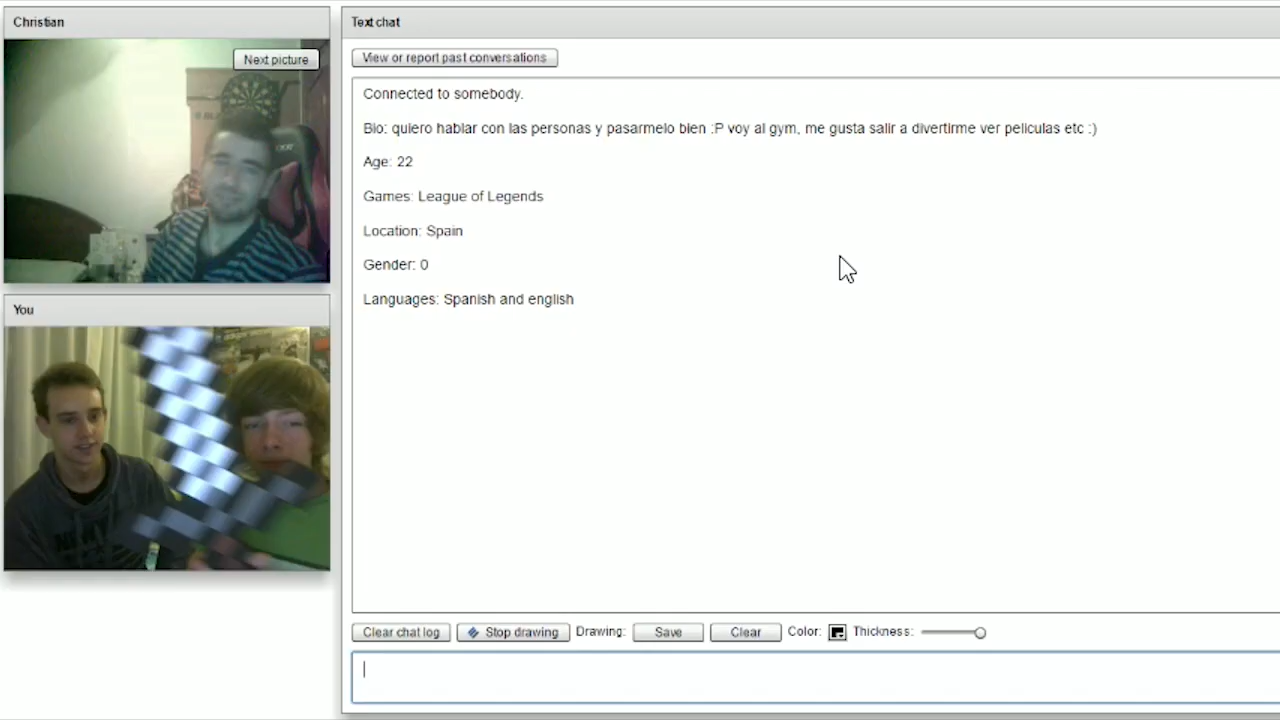 Christian
Next picture
You
Text chat
View or report past conversations
Connected to somebody.
Bio: quiero hablar con las personas y pasarmelo bien :P voy al gym, me gusta salir a divertirme ver peliculas etc :)
Age: 22
Games: League of Legends
Location: Spain
Gender: 0
Languages: Spanish and english
Clear chat log
Stop drawing
Drawing:
Save
Clear
Color:
Thickness: